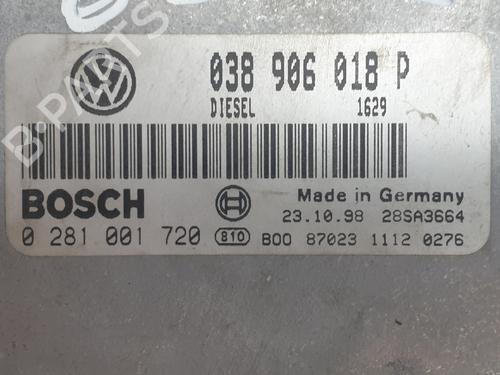 038 906 018 P
DIESEL 1629
BOSCH
Made in Germany
23.10.98 28SA3664
0 281 001 720 810 B00 87023 1112 0276
B-PARTS